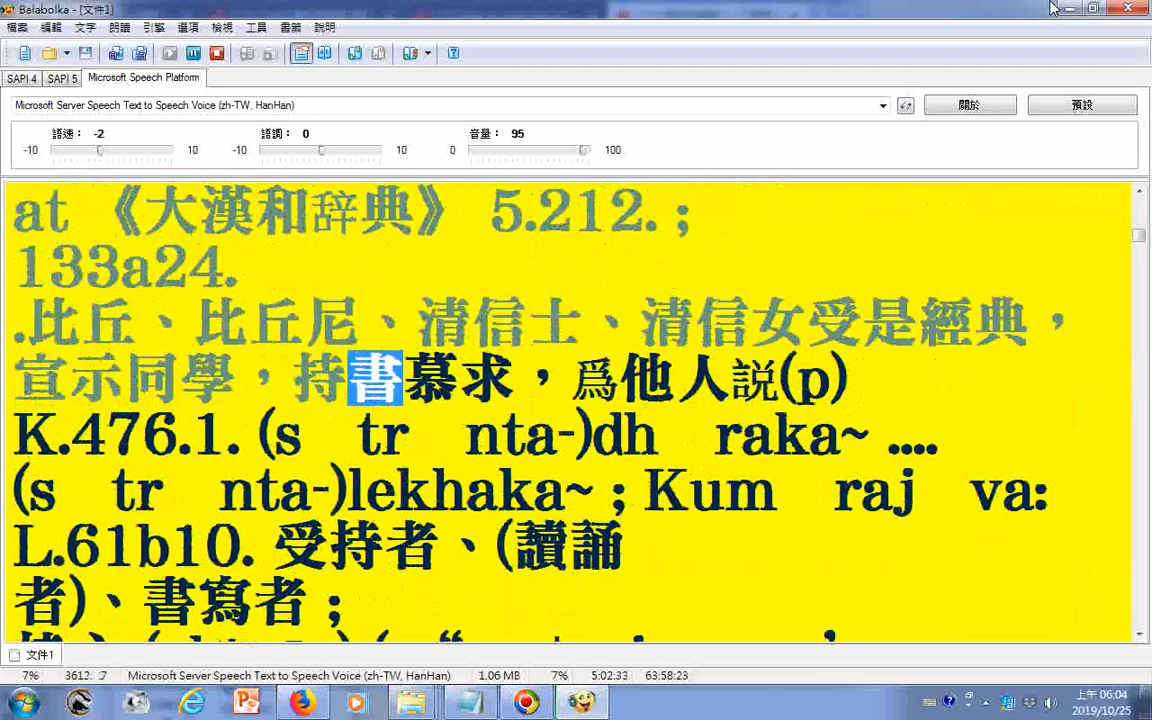 Balabolka - [文件1]
檔案 編輯 文字 朗讀 引擎 選項 檢視 工具 書籤 說明
SAPI 4 SAPI 5 Microsoft Speech Platform
Microsoft Server Speech Text to Speech Voice (zh-TW, HanHan) 關於 預設
語速： -2 語調： 0 音量： 95
-10 10 -10 10 0 100
at 《大漢和辞典》 5.212. ;
133a24.
.比丘、比丘尼、清信士、清信女受是經典，
宣示同學，持書慕求，爲他人説(p)
K.476.1. (s tr nta-)dh raka~ ....
(s tr nta-)lekhaka~ ; Kum raj va:
L.61b10. 受持者、(讀誦
者)、書寫者；
文件1
7% 3612: :7 Microsoft Server Speech Text to Speech Voice (zh-TW, HanHan) 1.06 MB 7% 5:02:33 63:58:23
上午 06:04
2019/10/25